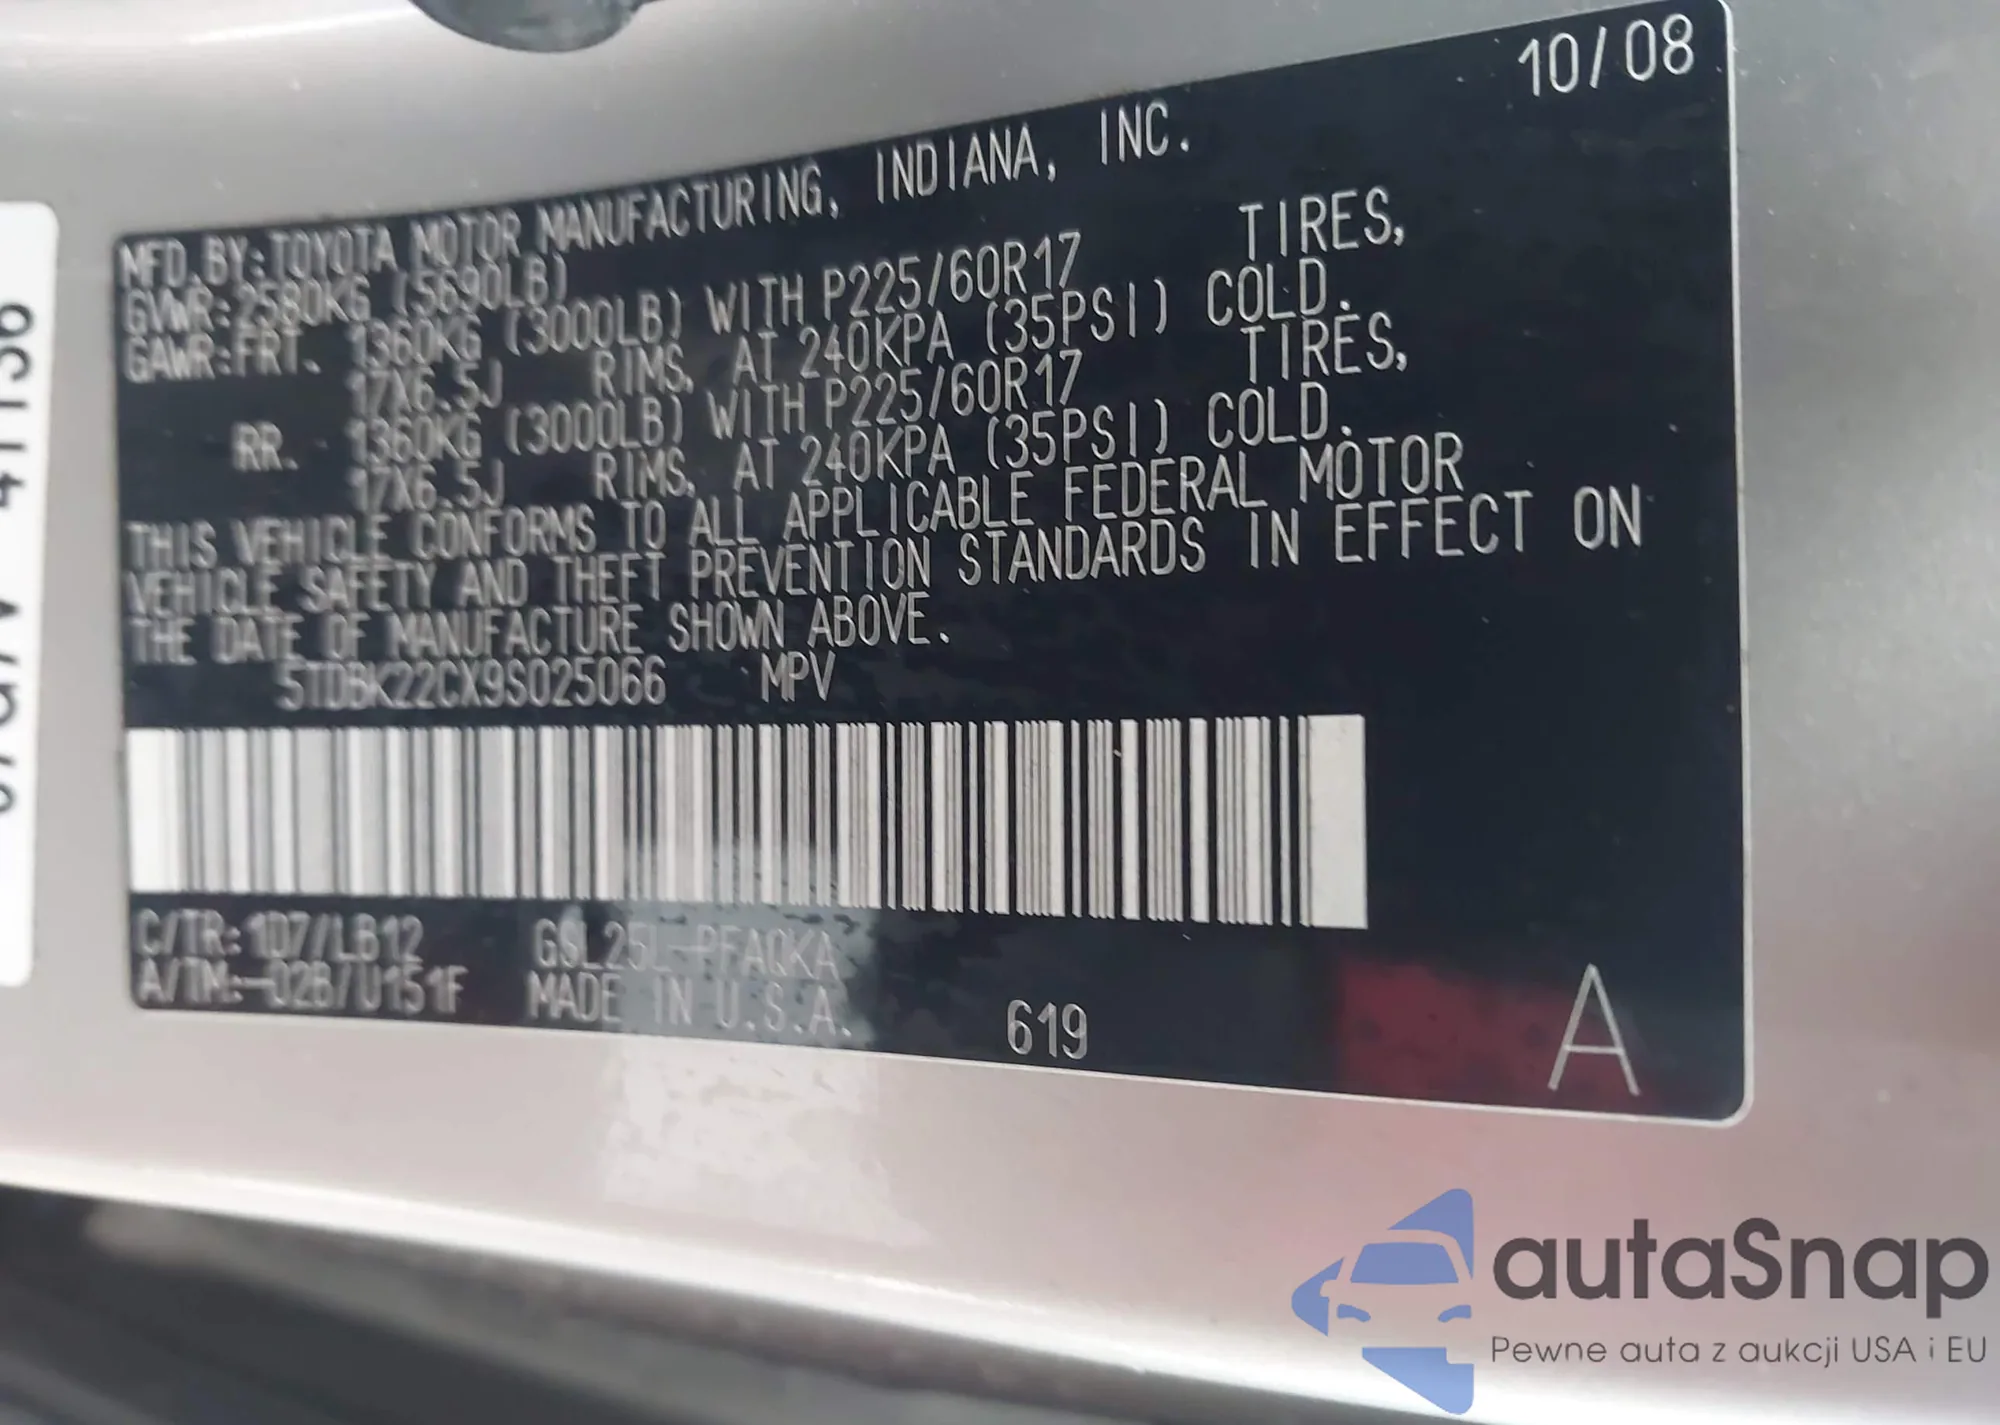 10/08
MFD. BY: TOYOTA MOTOR MANUFACTURING, INDIANA, INC.
GVWR: 2580KG (5690LB)
GAWR: FRT. 1360KG (3000LB) WITH P225/60R17 TIRES,
17X6.5J RIMS, AT 240KPA (35PSI) COLD.
RR. 1360KG (3000LB) WITH P225/60R17 TIRES,
17X6.5J RIMS, AT 240KPA (35PSI) COLD.
THIS VEHICLE CONFORMS TO ALL APPLICABLE FEDERAL MOTOR
VEHICLE SAFETY AND THEFT PREVENTION STANDARDS IN EFFECT ON
THE DATE OF MANUFACTURE SHOWN ABOVE.
5TDBK22CX9S025066 MPV
C/TR: 1D7/LB12 GSL25L-PFAQKA
A/TM:-02B/U151F MADE IN U.S.A. 619
A
autaSnap
Pewne auta z aukcji USA i EU